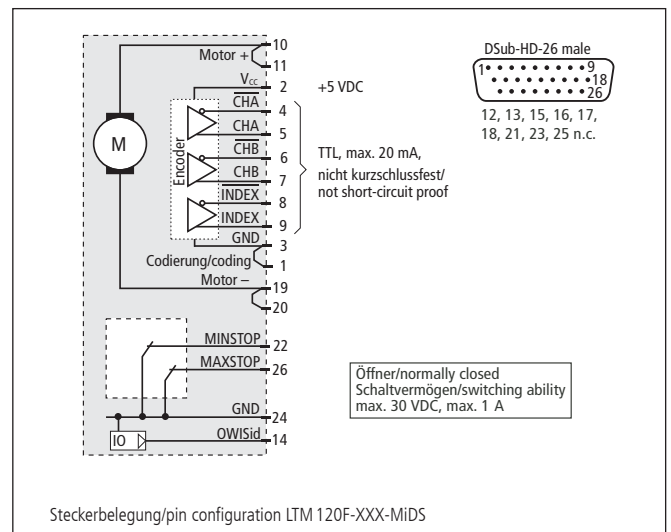 Motor +
10
11
V<sub>CC</sub>
2
+5 VDC
C̅H̅A̅
4
CHA
5
C̅H̅B̅
6
CHB
7
I̅N̅D̅E̅X̅
8
INDEX
9
GND
3
Codierung/coding
1
Motor –
19
20
M
Encoder
TTL, max. 20 mA,
nicht kurzschlussfest/
not short-circuit proof
DSub-HD-26 male
1
9
18
26
12, 13, 15, 16, 17,
18, 21, 23, 25 n.c.
MINSTOP
22
MAXSTOP
26
GND
24
IO
OWISid
14
Öffner/normally closed
Schaltvermögen/switching ability
max. 30 VDC, max. 1 A
Steckerbelegung/pin configuration LTM 120F-XXX-MiDS